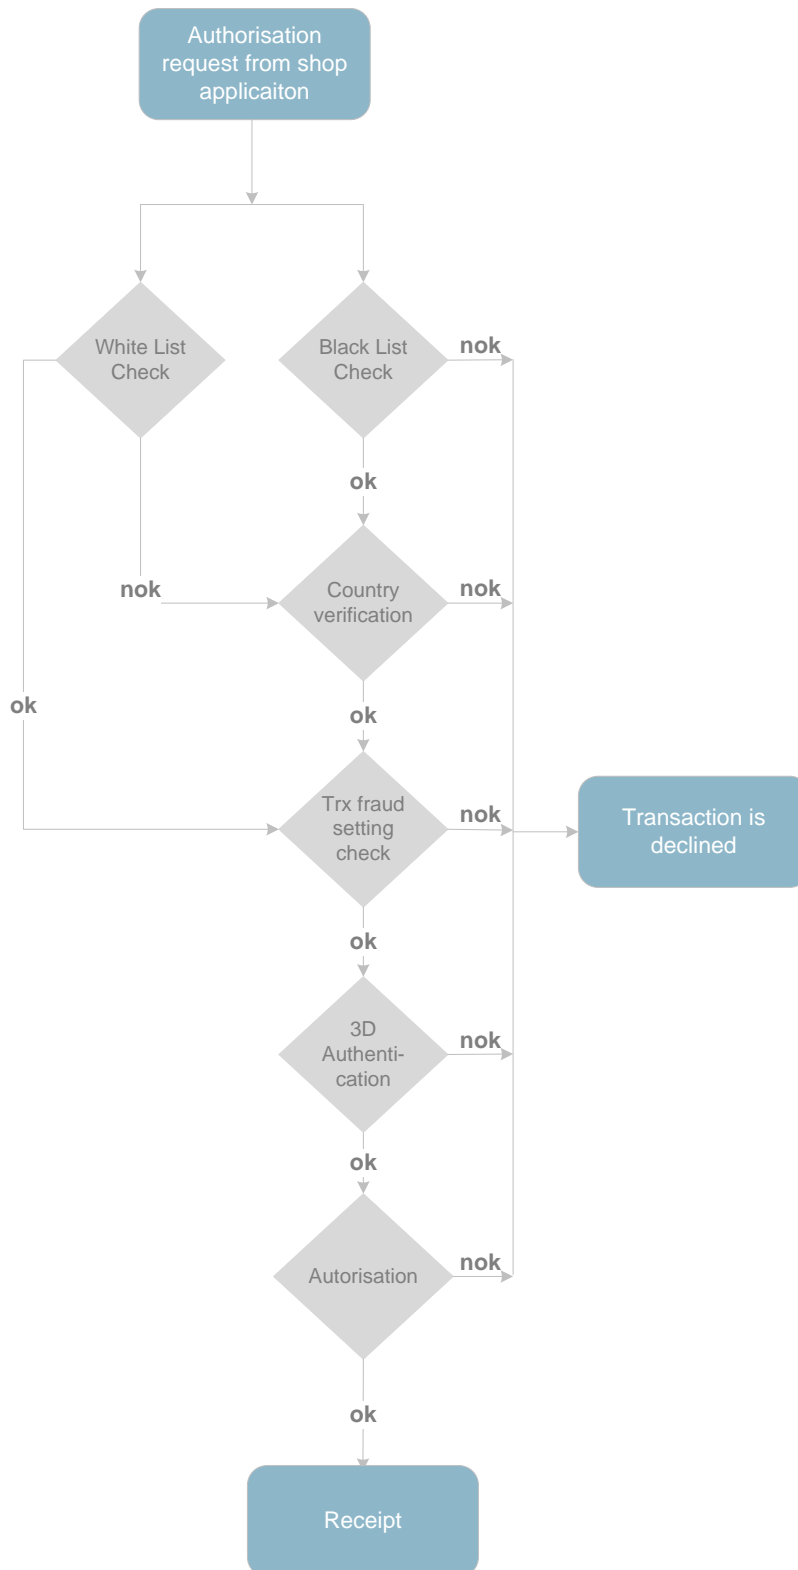 Authorisation
request from shop
applicaiton
White List
Check
Black List
Check
nok
ok
nok
Country
verification
nok
ok
ok
Trx fraud
setting
check
nok
Transaction is
declined
ok
3D
Authenti-
cation
nok
ok
Autorisation
nok
ok
Receipt